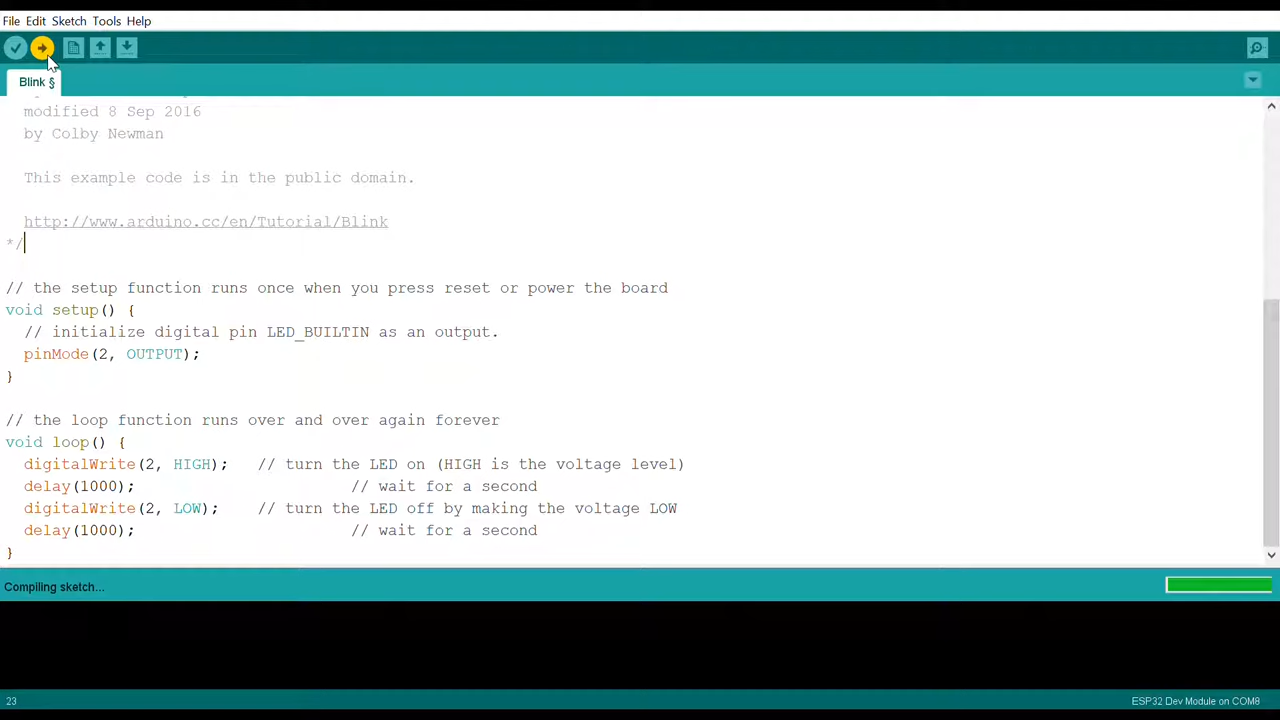 File Edit Sketch Tools Help
Blink §
modified 8 Sep 2016
by Colby Newman
This example code is in the public domain.
http://www.arduino.cc/en/Tutorial/Blink
*/
// the setup function runs once when you press reset or power the board
void setup() {
// initialize digital pin LED_BUILTIN as an output.
pinMode(2, OUTPUT);
}
// the loop function runs over and over again forever
void loop() {
digitalWrite(2, HIGH);   // turn the LED on (HIGH is the voltage level)
delay(1000);                       // wait for a second
digitalWrite(2, LOW);    // turn the LED off by making the voltage LOW
delay(1000);                       // wait for a second
}
Compiling sketch...
23
ESP32 Dev Module on COM8